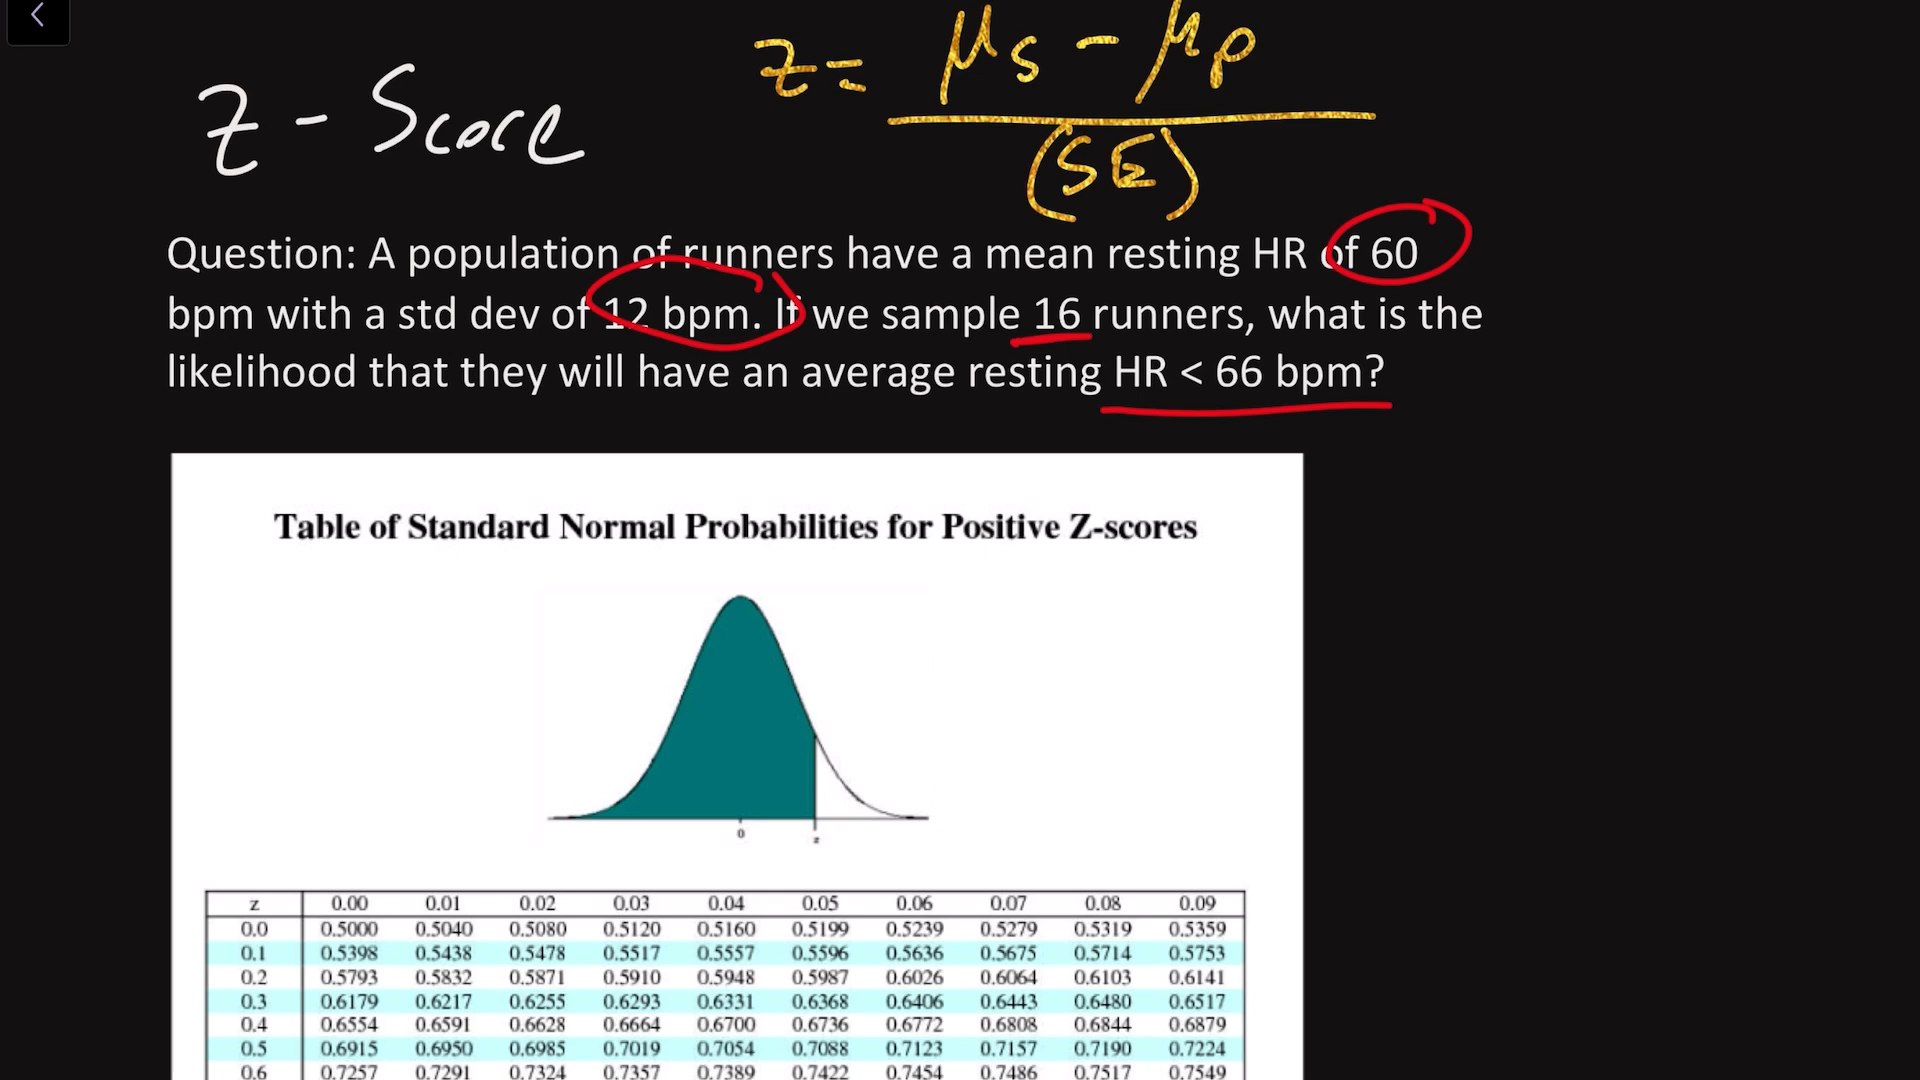 z = μs - μp
(SE)
Z - Score
Question: A population of runners have a mean resting HR of 60
bpm with a std dev of 12 bpm. If we sample 16 runners, what is the
likelihood that they will have an average resting HR < 66 bpm?
Table of Standard Normal Probabilities for Positive Z-scores
0 z
z 0.00 0.01 0.02 0.03 0.04 0.05 0.06 0.07 0.08 0.09
0.0 0.5000 0.5040 0.5080 0.5120 0.5160 0.5199 0.5239 0.5279 0.5319 0.5359
0.1 0.5398 0.5438 0.5478 0.5517 0.5557 0.5596 0.5636 0.5675 0.5714 0.5753
0.2 0.5793 0.5832 0.5871 0.5910 0.5948 0.5987 0.6026 0.6064 0.6103 0.6141
0.3 0.6179 0.6217 0.6255 0.6293 0.6331 0.6368 0.6406 0.6443 0.6480 0.6517
0.4 0.6554 0.6591 0.6628 0.6664 0.6700 0.6736 0.6772 0.6808 0.6844 0.6879
0.5 0.6915 0.6950 0.6985 0.7019 0.7054 0.7088 0.7123 0.7157 0.7190 0.7224
0.6 0.7257 0.7291 0.7324 0.7357 0.7389 0.7422 0.7454 0.7486 0.7517 0.7549